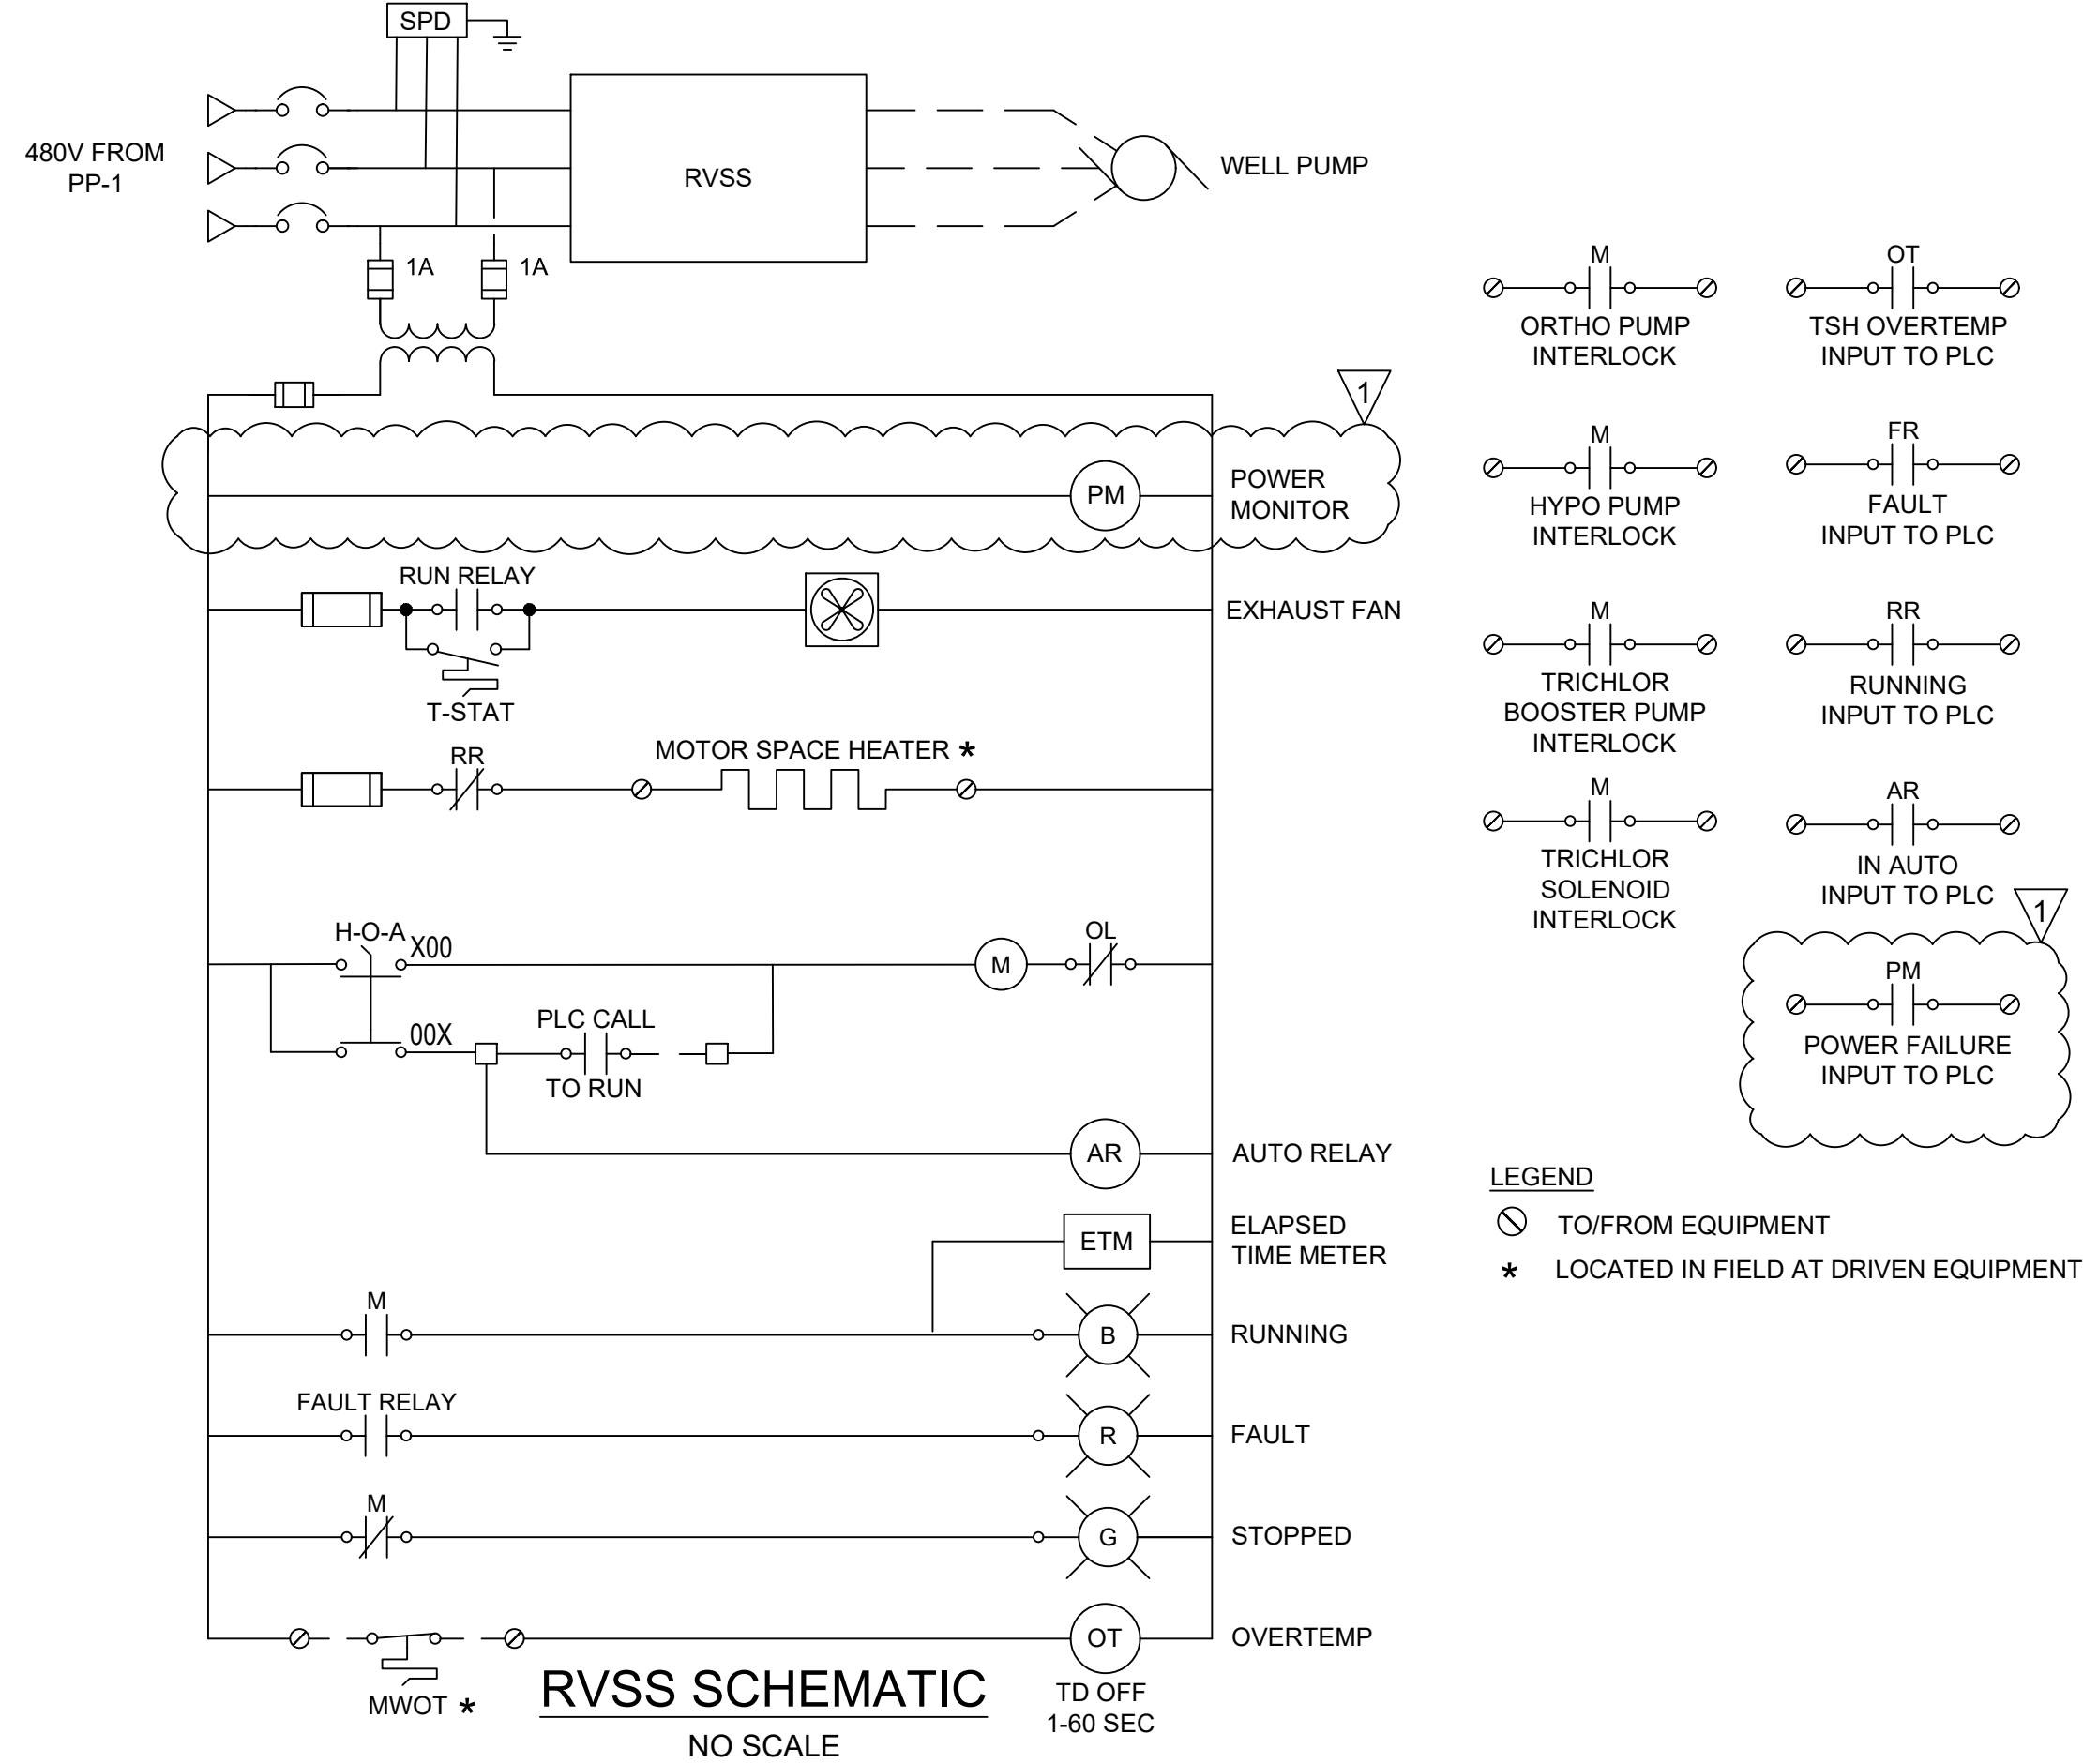 SPD
480V FROM
PP-1
RVSS
WELL PUMP
1A
1A
1
PM
POWER
MONITOR
RUN RELAY
EXHAUST FAN
T-STAT
RR
MOTOR SPACE HEATER *
H-O-A
X00
M
OL
00X
PLC CALL
TO RUN
AR
AUTO RELAY
ETM
ELAPSED
TIME METER
M
B
RUNNING
FAULT RELAY
R
FAULT
M
G
STOPPED
OT
OVERTEMP
MWOT *
TD OFF
1-60 SEC
RVSS SCHEMATIC
NO SCALE
M
ORTHO PUMP
INTERLOCK
OT
TSH OVERTEMP
INPUT TO PLC
M
HYPO PUMP
INTERLOCK
FR
FAULT
INPUT TO PLC
M
TRICHLOR
BOOSTER PUMP
INTERLOCK
RR
RUNNING
INPUT TO PLC
M
TRICHLOR
SOLENOID
INTERLOCK
AR
IN AUTO
INPUT TO PLC
1
PM
POWER FAILURE
INPUT TO PLC
LEGEND
TO/FROM EQUIPMENT
* LOCATED IN FIELD AT DRIVEN EQUIPMENT